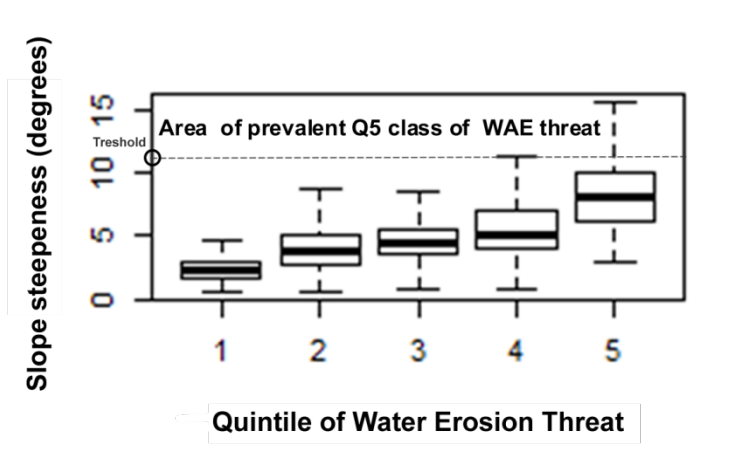 Slope steepeness (degrees)
15
10
5
0
Area of prevalent Q5 class of WAE threat
Treshold
1 2 3 4 5
Quintile of Water Erosion Threat